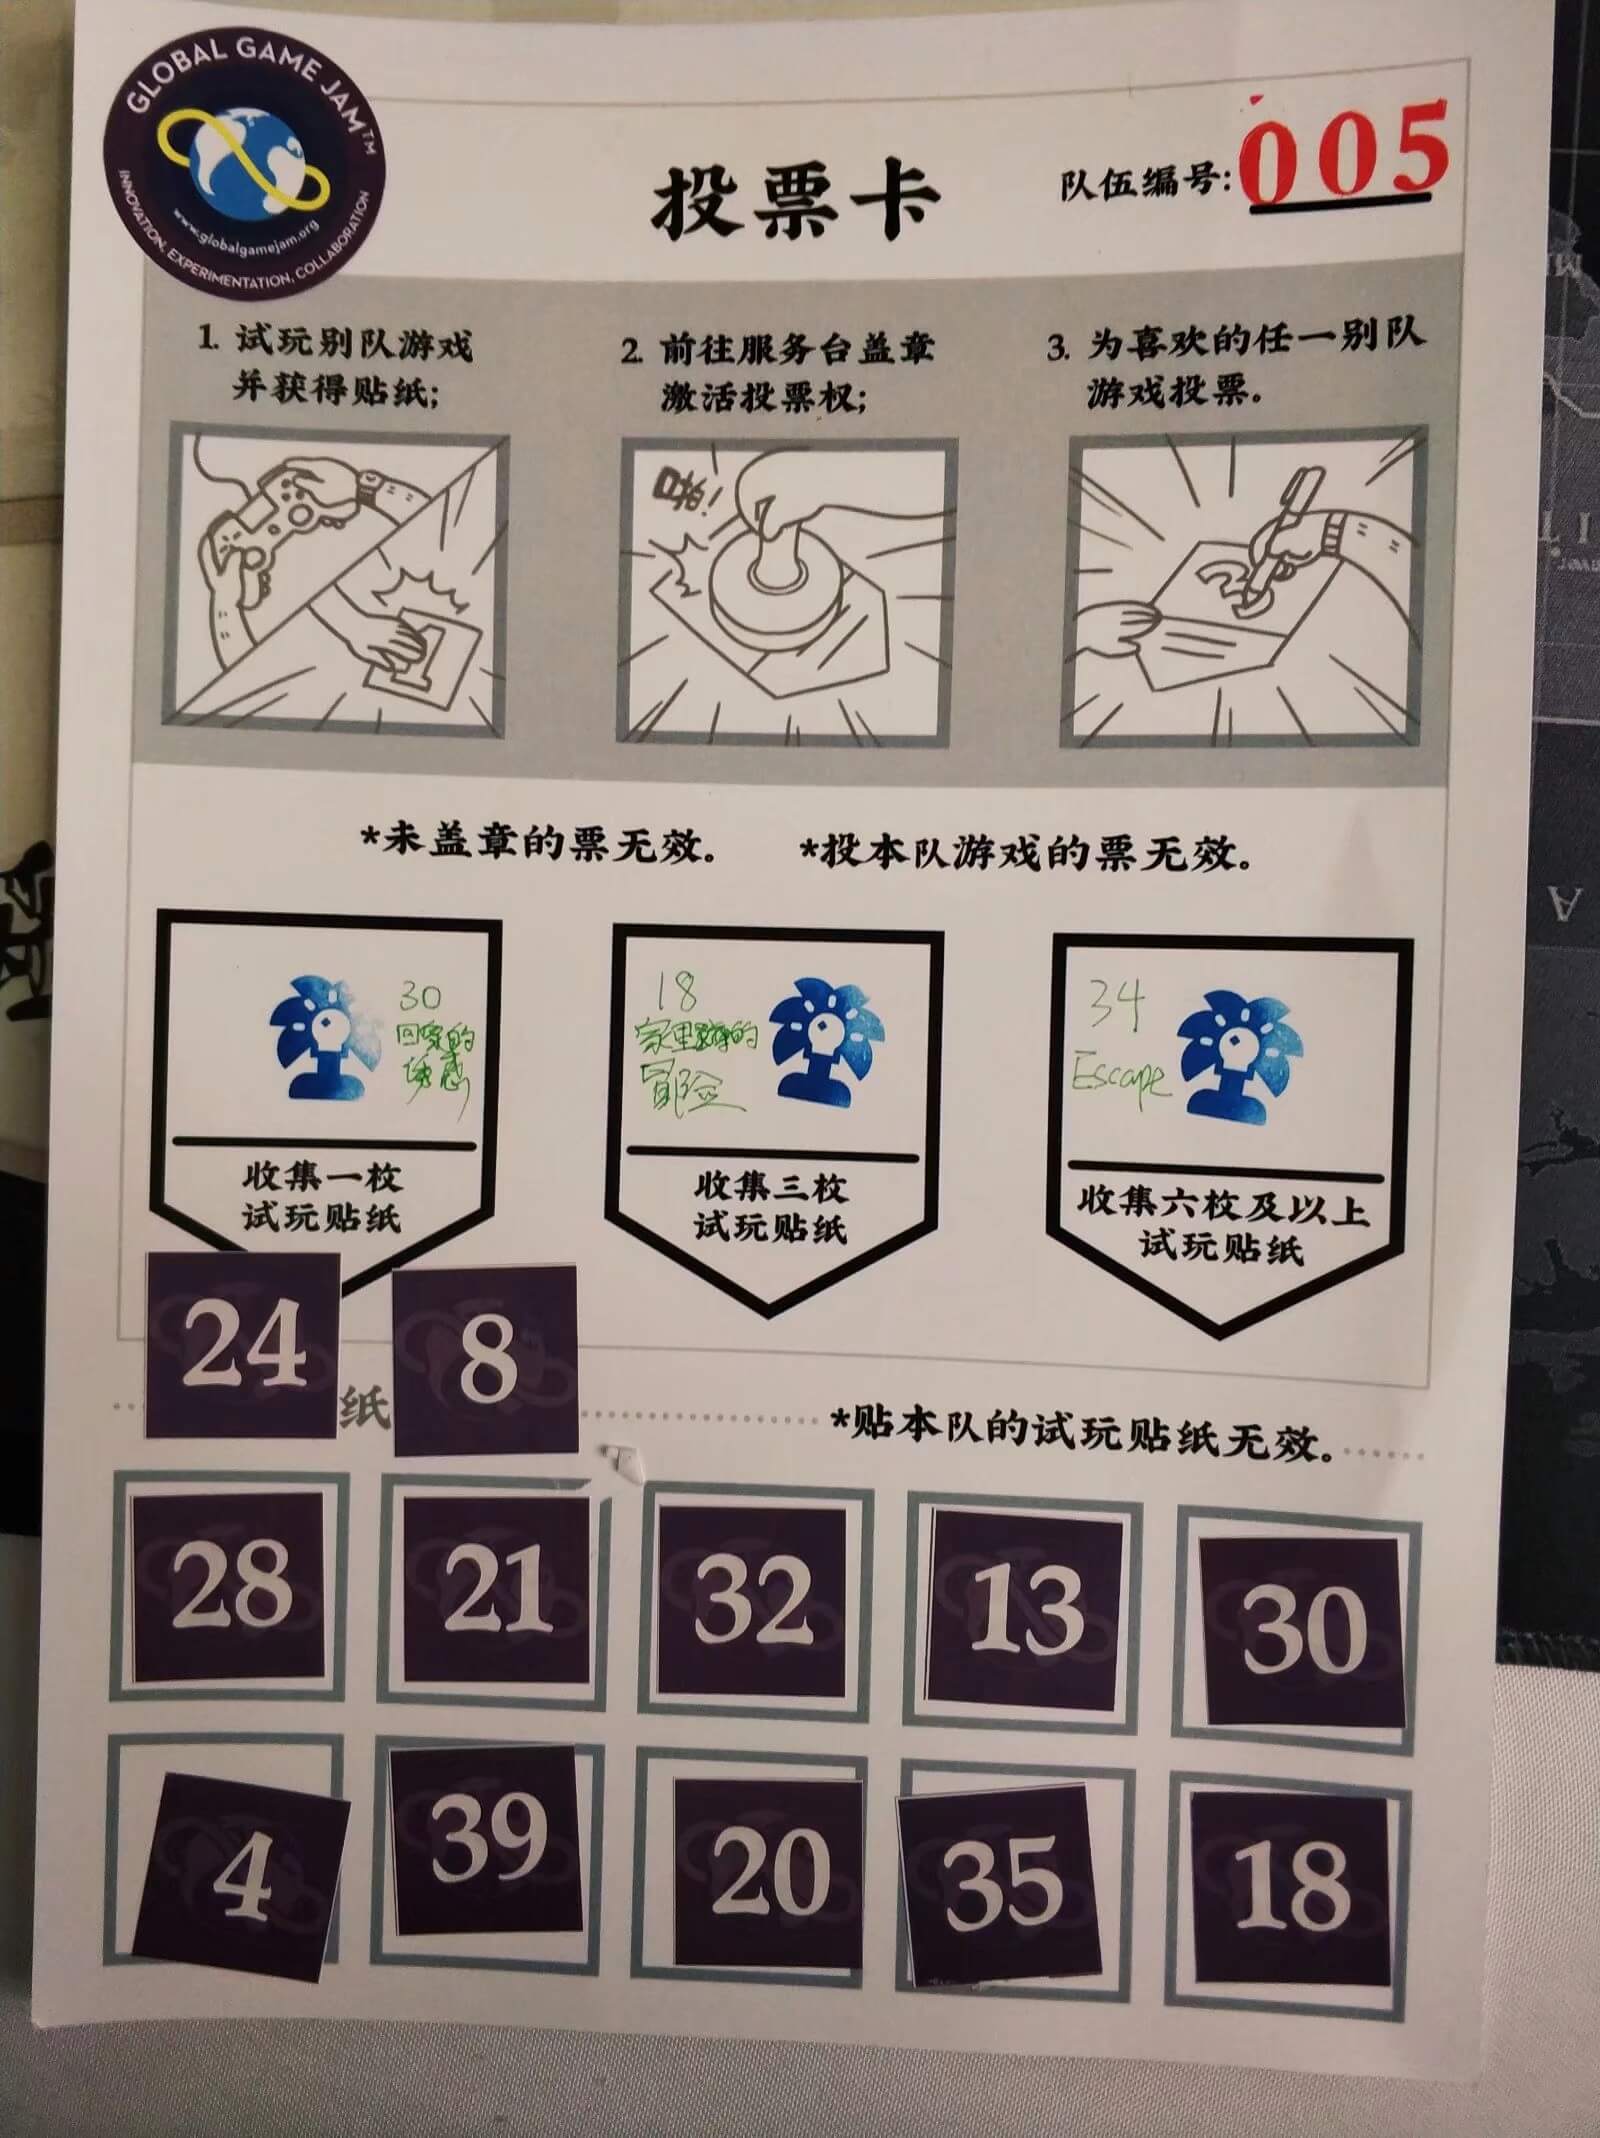 GLOBAL GAME JAM™
www.globalgamejam.org
INNOVATION, EXPERIMENTATION, COLLABORATION
投票卡
队伍编号:005
1. 试玩别队游戏
并获得贴纸;
2. 前往服务台盖章
激活投票权;
3. 为喜欢的任一别队
游戏投票。
*未盖章的票无效。
*投本队游戏的票无效。
30
回家的
诱惑
收集一枚
试玩贴纸
18
家里蹲的
冒险
收集三枚
试玩贴纸
34
Escape
收集六枚及以上
试玩贴纸
24
8
纸
*贴本队的试玩贴纸无效。
28
21
32
13
30
4
39
20
35
18